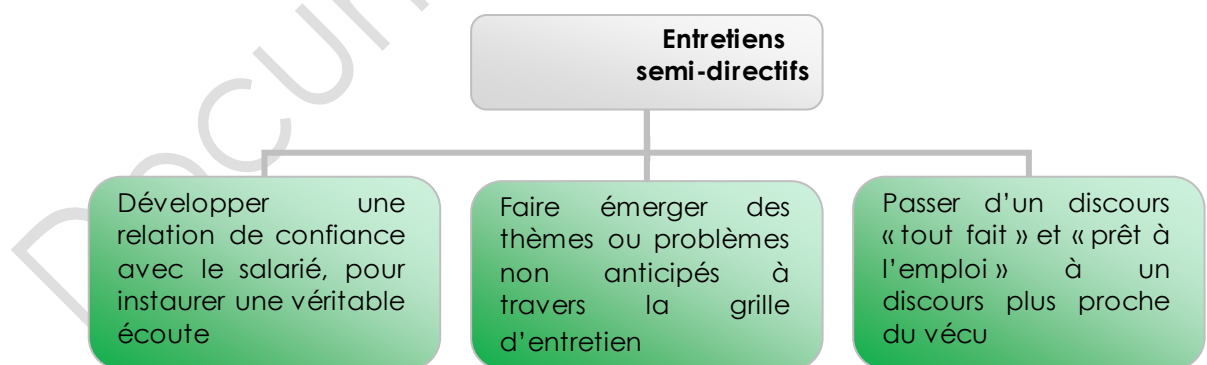 Entretiens
semi-directifs
Développer une
relation de confiance
avec le salarié, pour
instaurer une véritable
écoute
Faire émerger des
thèmes ou problèmes
non anticipés à
travers la grille
d’entretien
Passer d’un discours
« tout fait » et « prêt à
l’emploi » à un
discours plus proche
du vécu